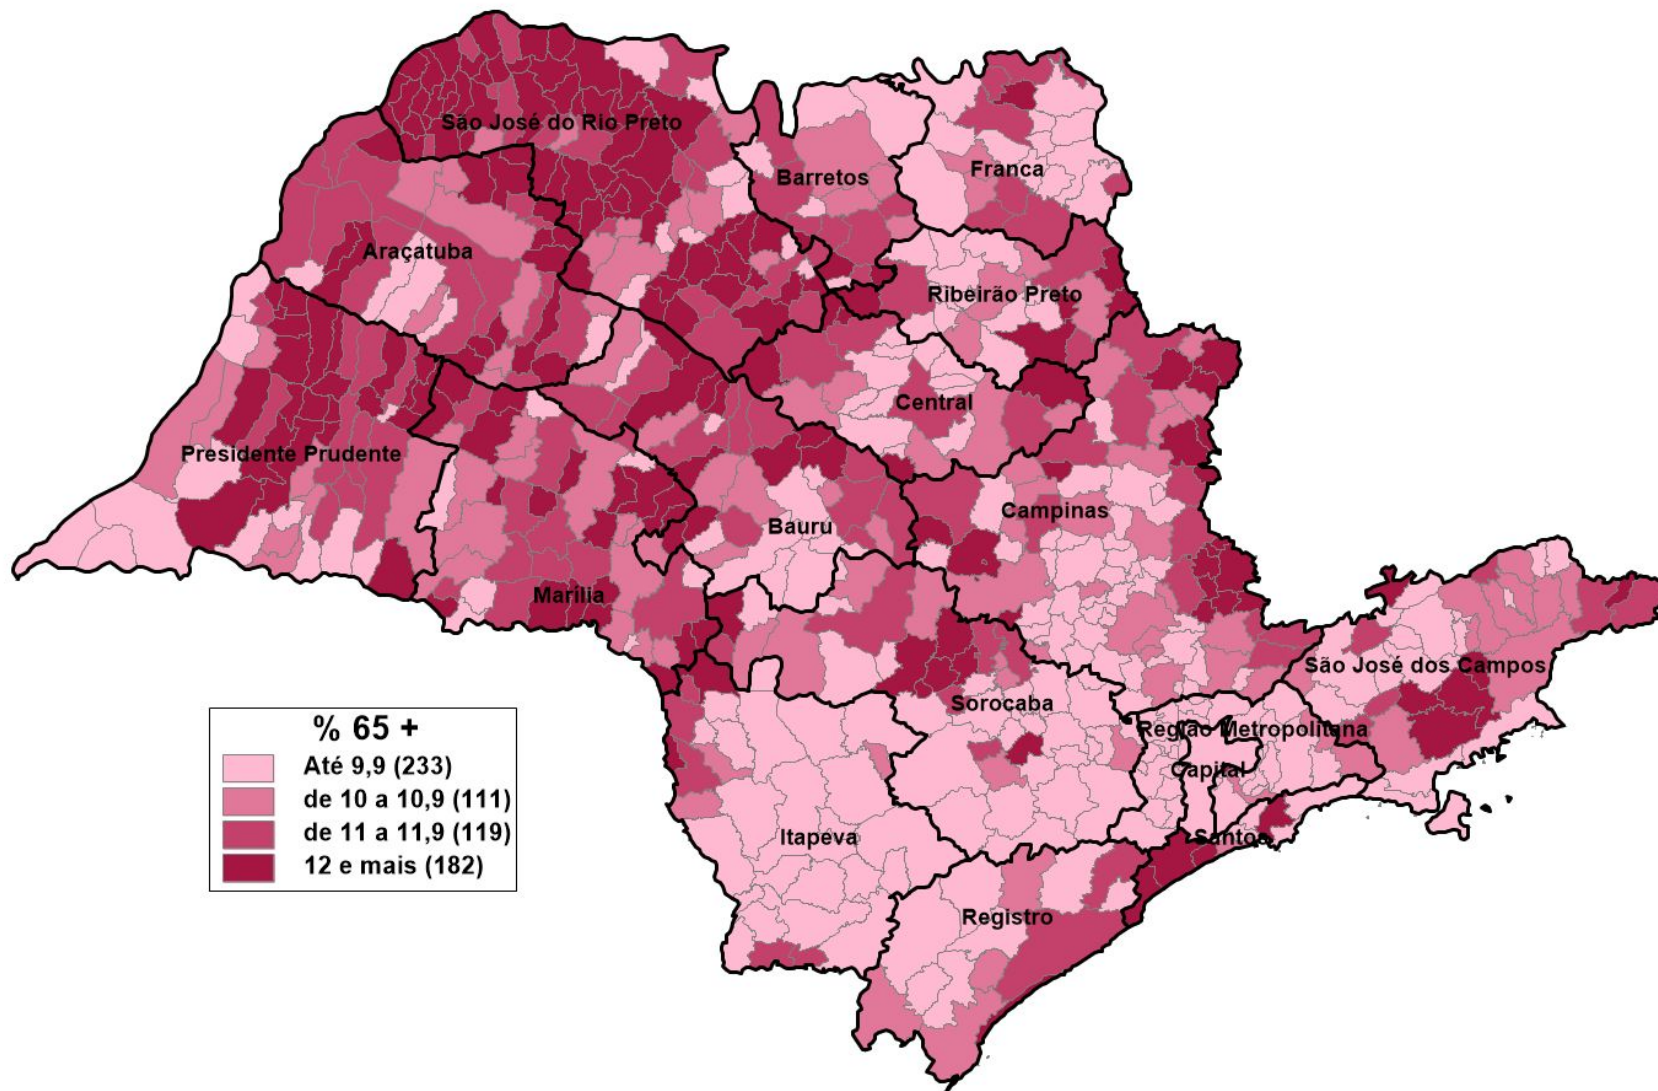 São José do Rio Preto
Barretos
Franca
Araçatuba
Ribeirão Preto
Central
Presidente Prudente
Campinas
Bauru
Marília
São José dos Campos
Sorocaba
Região Metropolitana
Capital
Itapeva
Santos
Registro
% 65 +
Até 9,9 (233)
de 10 a 10,9 (111)
de 11 a 11,9 (119)
12 e mais (182)